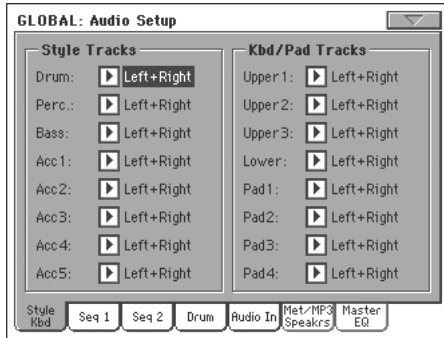 GLOBAL: Audio Setup
Style Tracks
Drum: Left+Right
Perc.: Left+Right
Bass: Left+Right
Acc1: Left+Right
Acc2: Left+Right
Acc3: Left+Right
Acc4: Left+Right
Acc5: Left+Right
Kbd/Pad Tracks
Upper1: Left+Right
Upper2: Left+Right
Upper3: Left+Right
Lower: Left+Right
Pad1: Left+Right
Pad2: Left+Right
Pad3: Left+Right
Pad4: Left+Right
Style Kbd
Seq 1
Seq 2
Drum
Audio In
Met/MP3 Speakrs
Master EQ